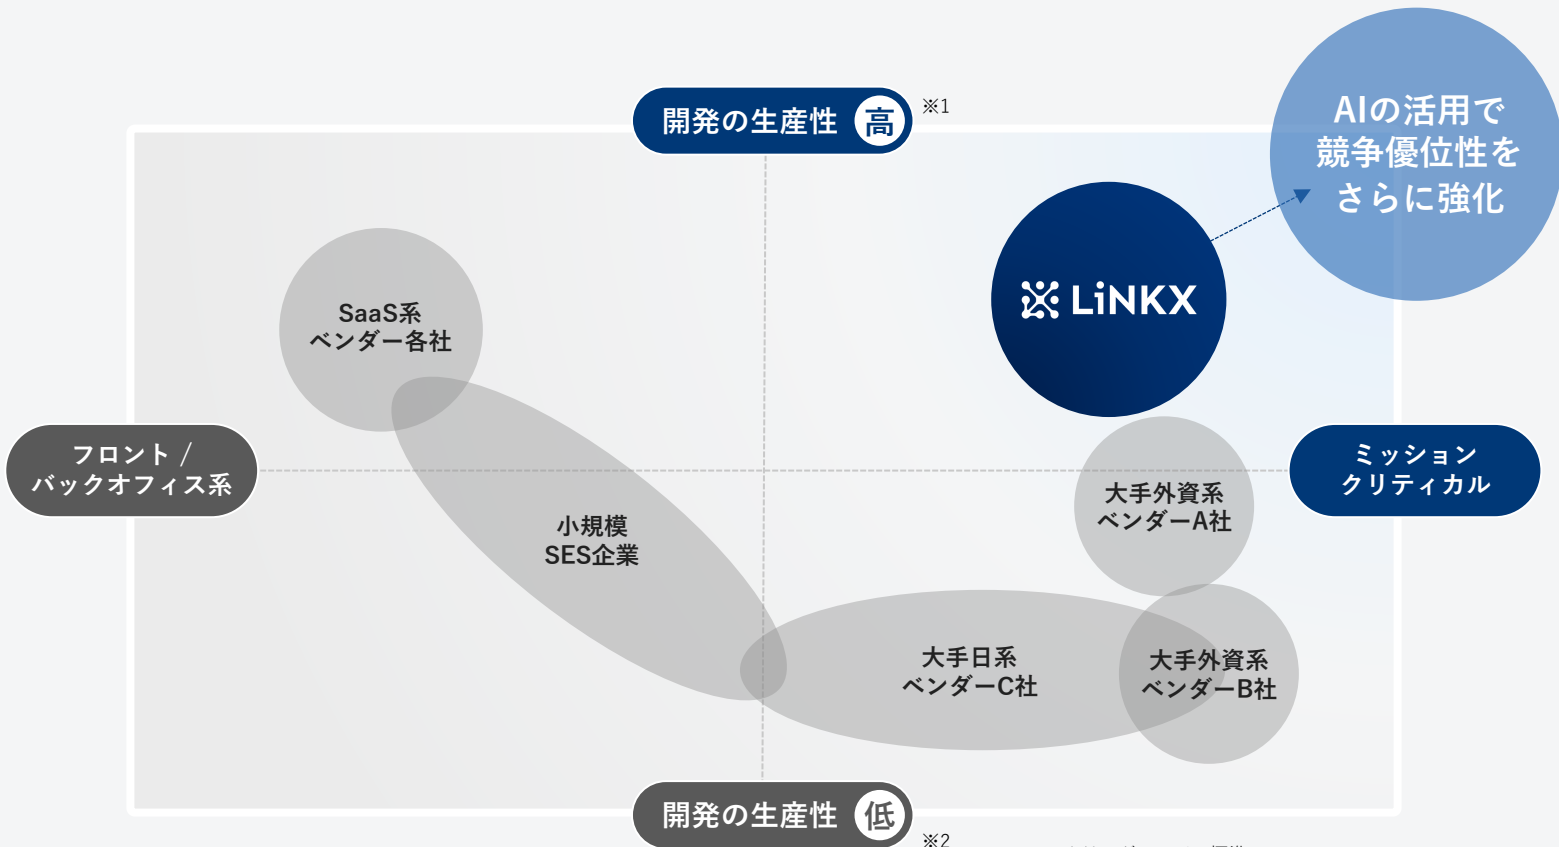 AIの活用で
競争優位性を
さらに強化
開発の生産性 高 ※1
LiNKX
SaaS系
ベンダー各社
フロント /
バックオフィス系
ミッション
クリティカル
大手外資系
ベンダーA社
小規模
SES企業
大手日系
ベンダーC社
大手外資系
ベンダーB社
開発の生産性 低
※2